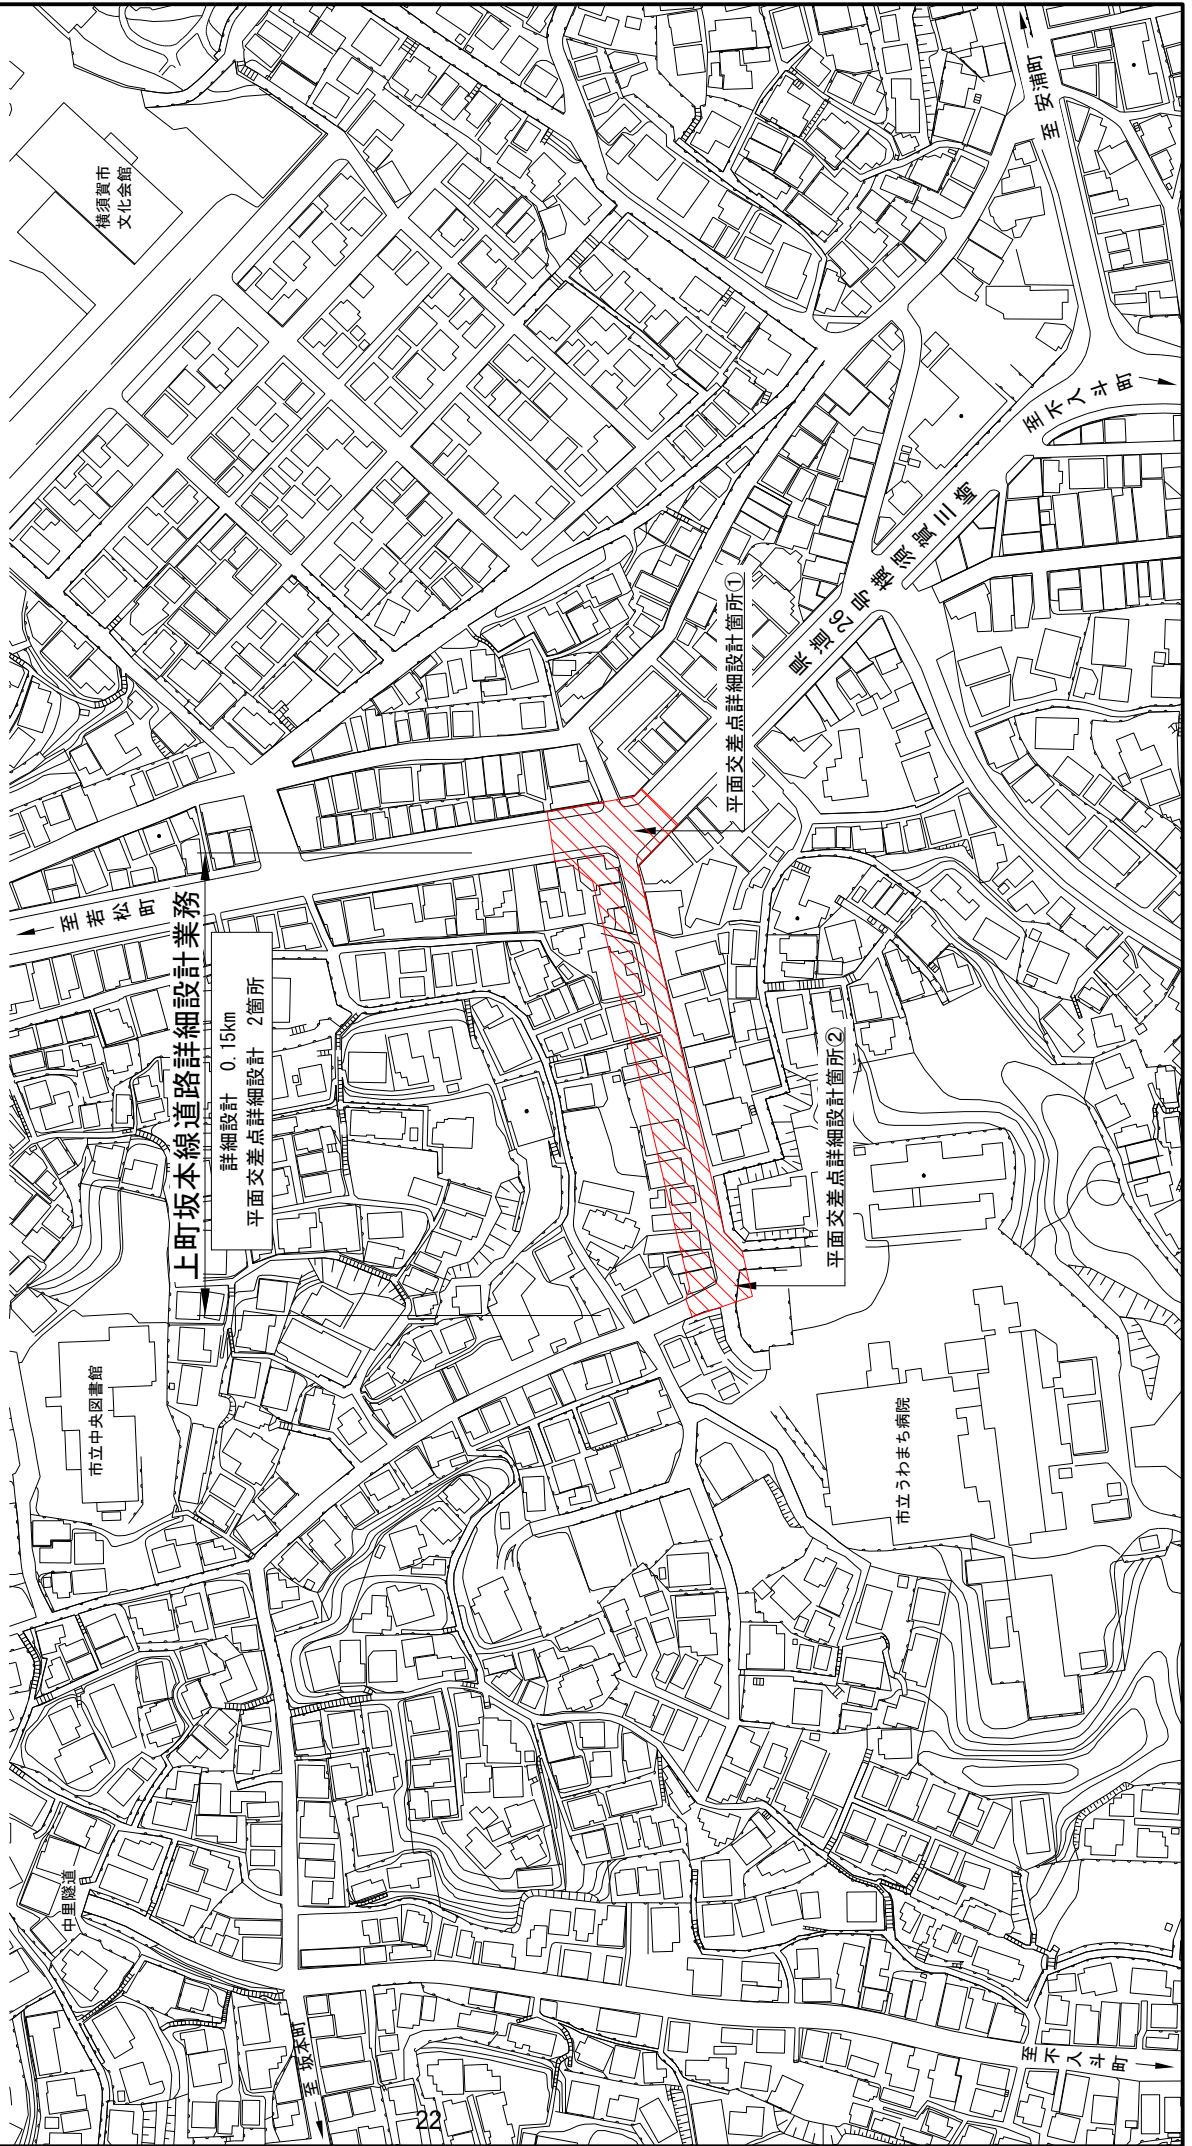 横須賀市
文化会館
至 安浦町
至不入斗町
県道26号横須賀三崎
平面交差点詳細設計箇所①
至若松町
上町坂本線道路詳細設計業務
詳細設計 0.15km
平面交差点詳細設計 2箇所
平面交差点詳細設計箇所②
市立中央図書館
市立うわまち病院
中里隧道
至 坂本町
至不入斗町
22